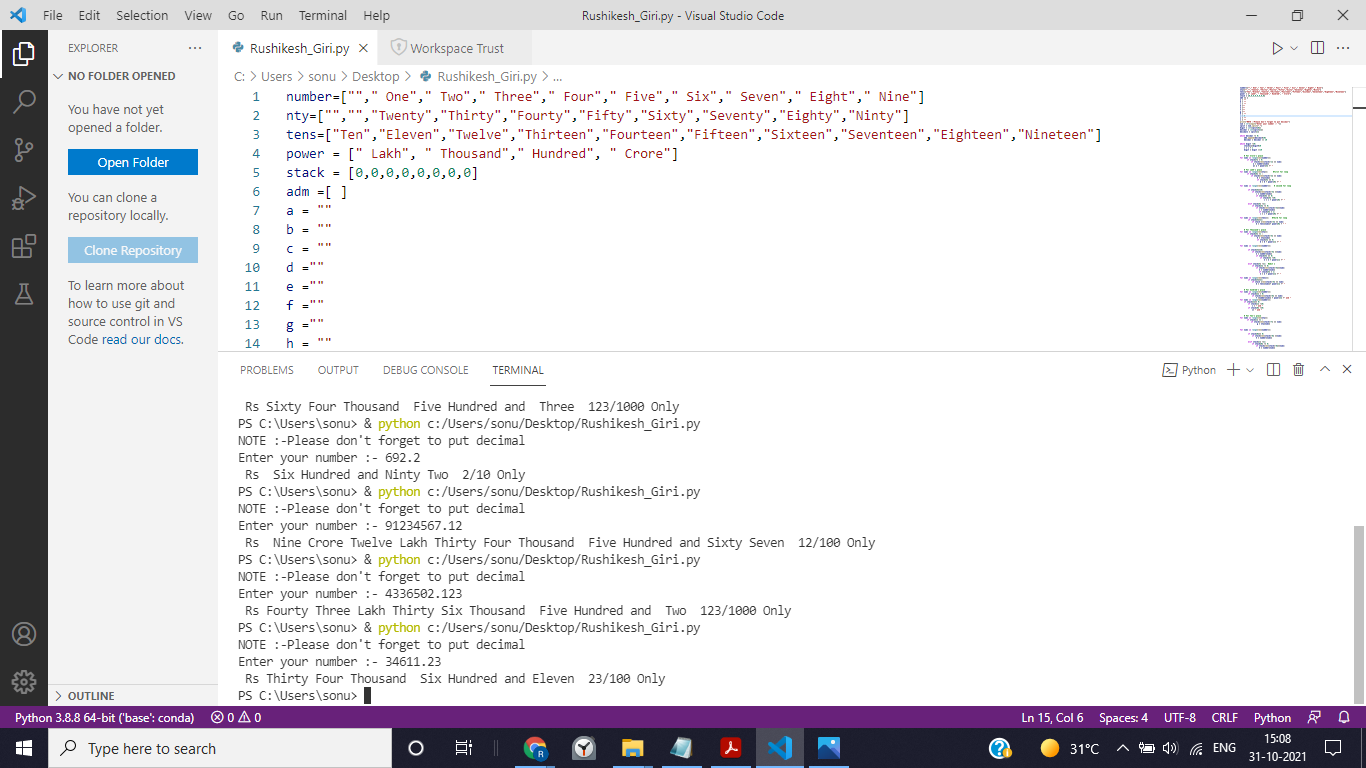 File Edit Selection View Go Run Terminal Help Rushikesh_Giri.py - Visual Studio Code
EXPLORER
NO FOLDER OPENED
You have not yet
opened a folder.
Open Folder
You can clone a
repository locally.
Clone Repository
To learn more about
how to use git and
source control in VS
Code read our docs.
OUTLINE
Rushikesh_Giri.py Workspace Trust
C: > Users > sonu > Desktop > Rushikesh_Giri.py > ...
1 number=[""," One"," Two"," Three"," Four"," Five"," Six"," Seven"," Eight"," Nine"]
2 nty=["","","Twenty","Thirty","Fourty","Fifty","Sixty","Seventy","Eighty","Ninty"]
3 tens=["Ten","Eleven","Twelve","Thirteen","Fourteen","Fifteen","Sixteen","Seventeen","Eighteen","Nineteen"]
4 power = [" Lakh", " Thousand"," Hundred", " Crore"]
5 stack = [0,0,0,0,0,0,0,0]
6 adm =[ ]
7 a = ""
8 b = ""
9 c = ""
10 d =""
11 e =""
12 f =""
13 g =""
14 h = ""
PROBLEMS OUTPUT DEBUG CONSOLE TERMINAL Python
Rs Sixty Four Thousand  Five Hundred and  Three  123/1000 Only
PS C:\Users\sonu> & python c:/Users/sonu/Desktop/Rushikesh_Giri.py
NOTE :-Please don't forget to put decimal
Enter your number :- 692.2
Rs  Six Hundred and Ninty Two  2/10 Only
PS C:\Users\sonu> & python c:/Users/sonu/Desktop/Rushikesh_Giri.py
NOTE :-Please don't forget to put decimal
Enter your number :- 91234567.12
Rs  Nine Crore Twelve Lakh Thirty Four Thousand  Five Hundred and Sixty Seven  12/100 Only
PS C:\Users\sonu> & python c:/Users/sonu/Desktop/Rushikesh_Giri.py
NOTE :-Please don't forget to put decimal
Enter your number :- 4336502.123
Rs Fourty Three Lakh Thirty Six Thousand  Five Hundred and  Two  123/1000 Only
PS C:\Users\sonu> & python c:/Users/sonu/Desktop/Rushikesh_Giri.py
NOTE :-Please don't forget to put decimal
Enter your number :- 34611.23
Rs Thirty Four Thousand  Six Hundred and Eleven  23/100 Only
PS C:\Users\sonu>
Python 3.8.8 64-bit ('base': conda) 0 0 Ln 15, Col 6 Spaces: 4 UTF-8 CRLF Python
Type here to search 31°C ENG 15:08
31-10-2021